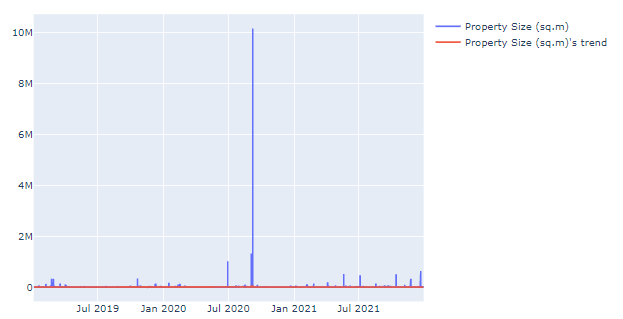 Property Size (sq.m)
Property Size (sq.m)'s trend
10M
8M
6M
4M
2M
0
Jul 2019 Jan 2020 Jul 2020 Jan 2021 Jul 2021